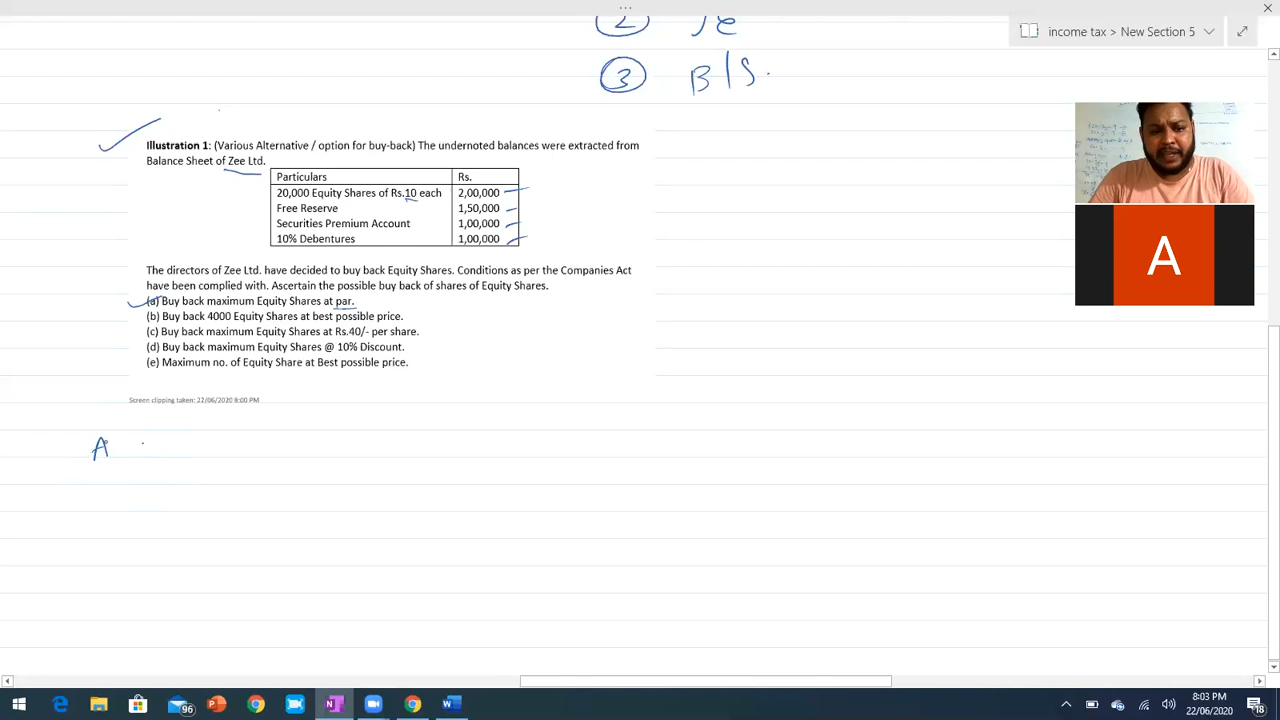 ...
income tax > New Section 5
2 Je
3 B/S.
Illustration 1: (Various Alternative / option for buy-back) The undernoted balances were extracted from
Balance Sheet of Zee Ltd.
Particulars Rs.
20,000 Equity Shares of Rs.10 each 2,00,000
Free Reserve 1,50,000
Securities Premium Account 1,00,000
10% Debentures 1,00,000
The directors of Zee Ltd. have decided to buy back Equity Shares. Conditions as per the Companies Act
have been complied with. Ascertain the possible buy back of shares of Equity Shares.
(a) Buy back maximum Equity Shares at par.
(b) Buy back 4000 Equity Shares at best possible price.
(c) Buy back maximum Equity Shares at Rs.40/- per share.
(d) Buy back maximum Equity Shares @ 10% Discount.
(e) Maximum no. of Equity Share at Best possible price.
Screen clipping taken: 22/06/2020 8:00 PM
A
A
96
8:03 PM
22/06/2020
18